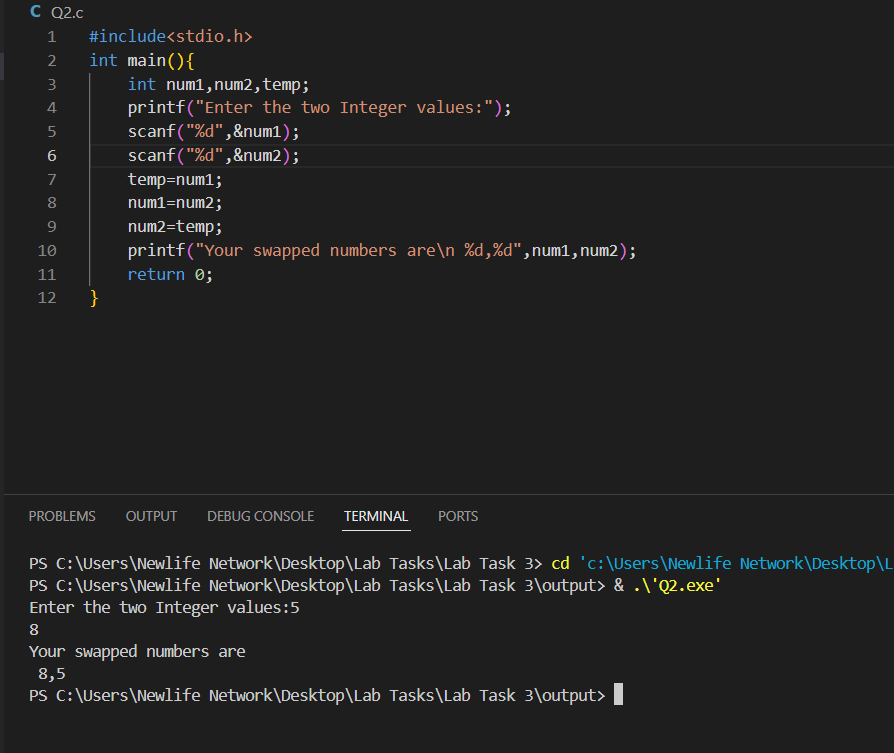 C Q2.c
1 #include<stdio.h>
2 int main(){
3 int num1,num2,temp;
4 printf("Enter the two Integer values:");
5 scanf("%d",&num1);
6 scanf("%d",&num2);
7 temp=num1;
8 num1=num2;
9 num2=temp;
10 printf("Your swapped numbers are\n %d,%d",num1,num2);
11 return 0;
12 }
PROBLEMS OUTPUT DEBUG CONSOLE TERMINAL PORTS
PS C:\Users\Newlife Network\Desktop\Lab Tasks\Lab Task 3> cd 'c:\Users\Newlife Network\Desktop\L
PS C:\Users\Newlife Network\Desktop\Lab Tasks\Lab Task 3\output> & .\'Q2.exe'
Enter the two Integer values:5
8
Your swapped numbers are
 8,5
PS C:\Users\Newlife Network\Desktop\Lab Tasks\Lab Task 3\output>